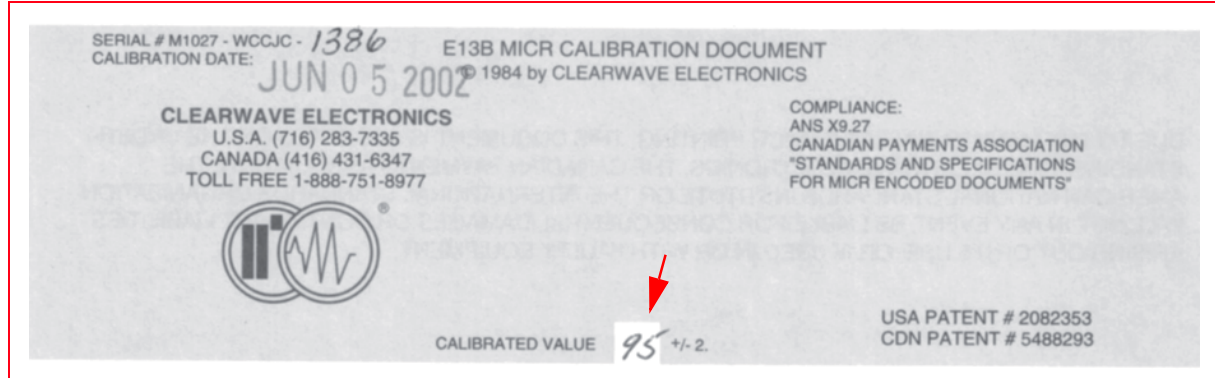 SERIAL # M1027 - WCCJC - 1386
CALIBRATION DATE:
JUN 05 2002
E13B MICR CALIBRATION DOCUMENT
© 1984 by CLEARWAVE ELECTRONICS
CLEARWAVE ELECTRONICS
U.S.A. (716) 283-7335
CANADA (416) 431-6347
TOLL FREE 1-888-751-8977
®
COMPLIANCE:
ANS X9.27
CANADIAN PAYMENTS ASSOCIATION
"STANDARDS AND SPECIFICATIONS
FOR MICR ENCODED DOCUMENTS"
CALIBRATED VALUE 95 +/- 2.
USA PATENT # 2082353
CDN PATENT # 5488293